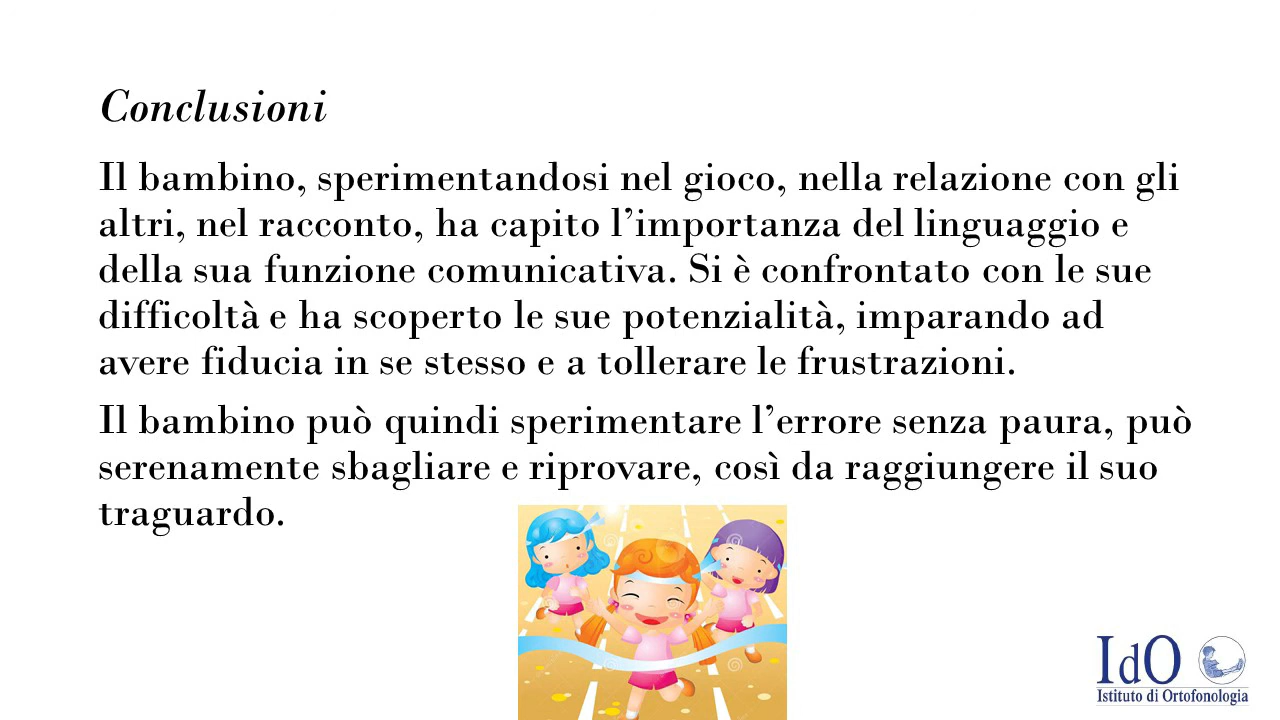 Conclusioni
Il bambino, sperimentandosi nel gioco, nella relazione con gli
altri, nel racconto, ha capito l’importanza del linguaggio e
della sua funzione comunicativa. Si è confrontato con le sue
difficoltà e ha scoperto le sue potenzialità, imparando ad
avere fiducia in se stesso e a tollerare le frustrazioni.
Il bambino può quindi sperimentare l’errore senza paura, può
serenamente sbagliare e riprovare, così da raggiungere il suo
traguardo.
IdO
Istituto di Ortofonologia